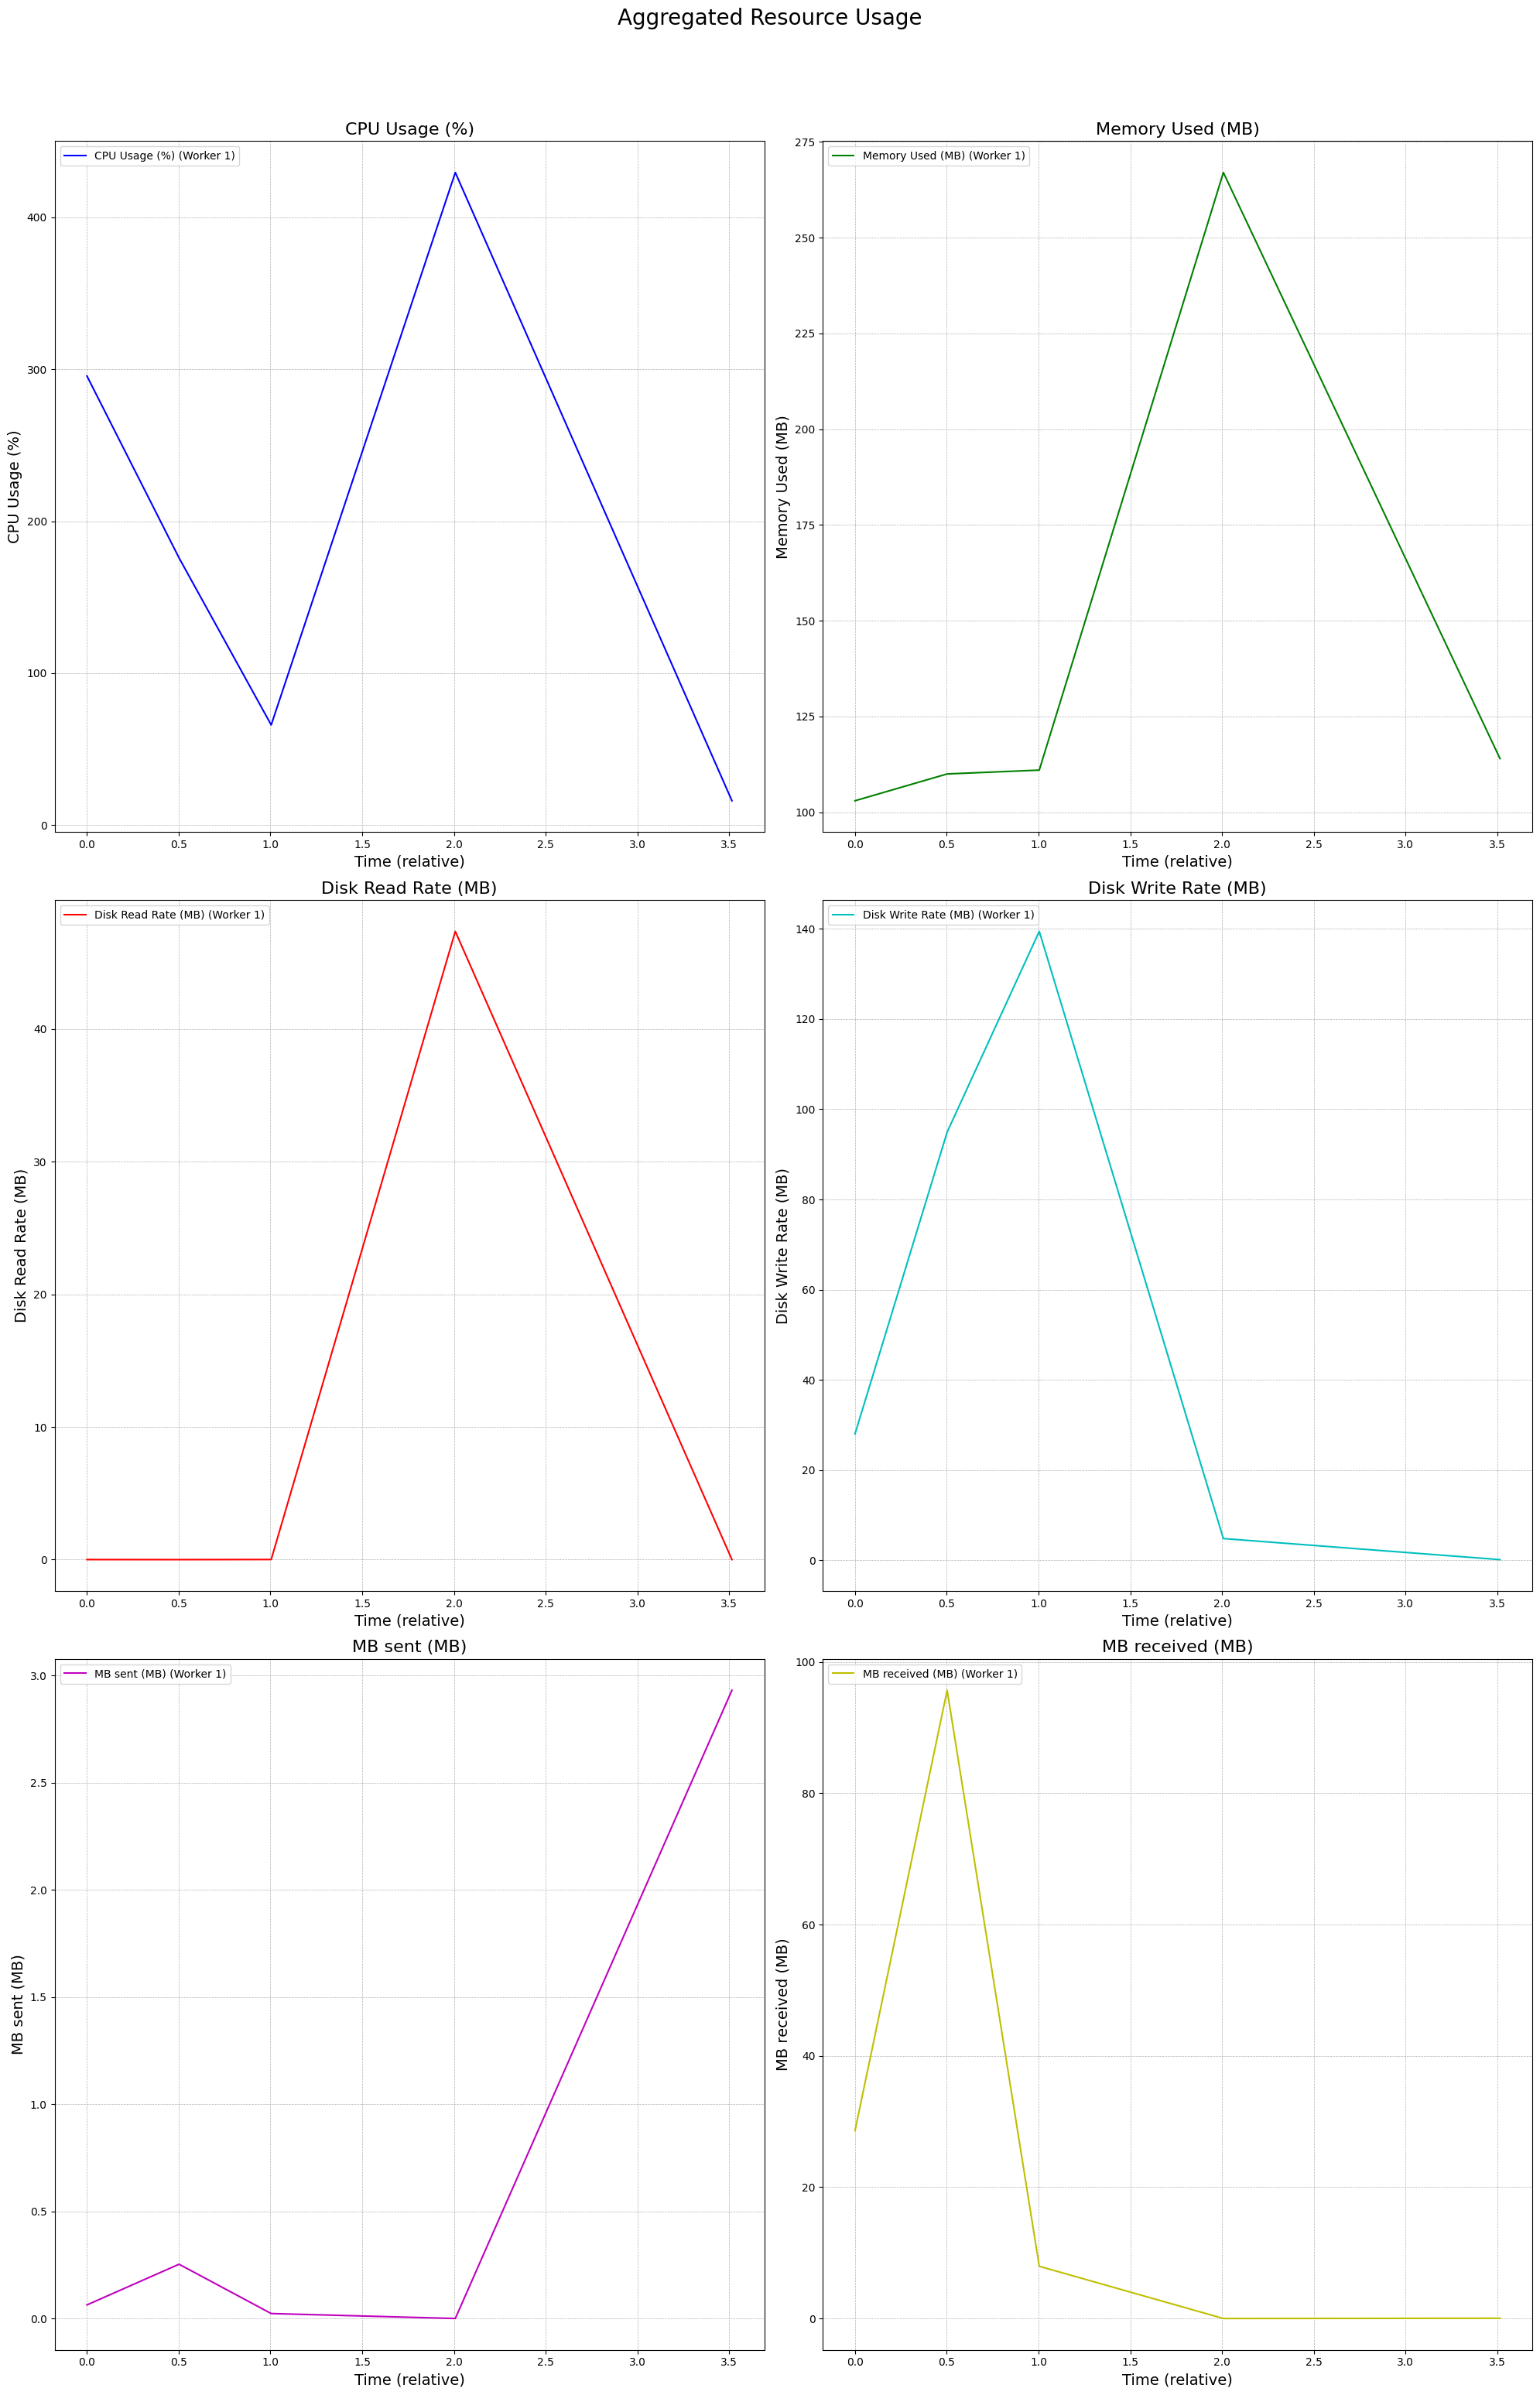 Aggregated Resource Usage
CPU Usage (%)
CPU Usage (%) (Worker 1)
CPU Usage (%)
400
300
200
100
0
0.0 0.5 1.0 1.5 2.0 2.5 3.0 3.5
Time (relative)
Memory Used (MB)
Memory Used (MB) (Worker 1)
Memory Used (MB)
275
250
225
200
175
150
125
100
0.0 0.5 1.0 1.5 2.0 2.5 3.0 3.5
Time (relative)
Disk Read Rate (MB)
Disk Read Rate (MB) (Worker 1)
Disk Read Rate (MB)
40
30
20
10
0
0.0 0.5 1.0 1.5 2.0 2.5 3.0 3.5
Time (relative)
Disk Write Rate (MB)
Disk Write Rate (MB) (Worker 1)
Disk Write Rate (MB)
140
120
100
80
60
40
20
0
0.0 0.5 1.0 1.5 2.0 2.5 3.0 3.5
Time (relative)
MB sent (MB)
MB sent (MB) (Worker 1)
MB sent (MB)
3.0
2.5
2.0
1.5
1.0
0.5
0.0
0.0 0.5 1.0 1.5 2.0 2.5 3.0 3.5
Time (relative)
MB received (MB)
MB received (MB) (Worker 1)
MB received (MB)
100
80
60
40
20
0
0.0 0.5 1.0 1.5 2.0 2.5 3.0 3.5
Time (relative)